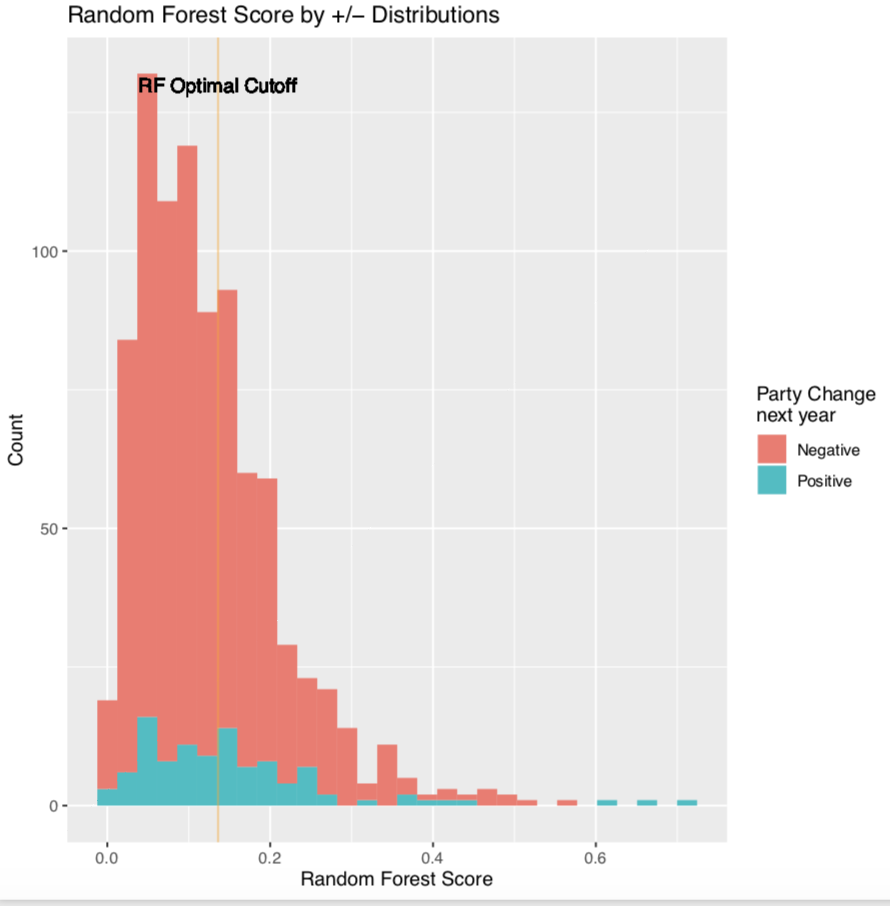 Random Forest Score by +/− Distributions
RF Optimal Cutoff
100
50
0
Count
0.0 0.2 0.4 0.6
Random Forest Score
Party Change
next year
Negative
Positive